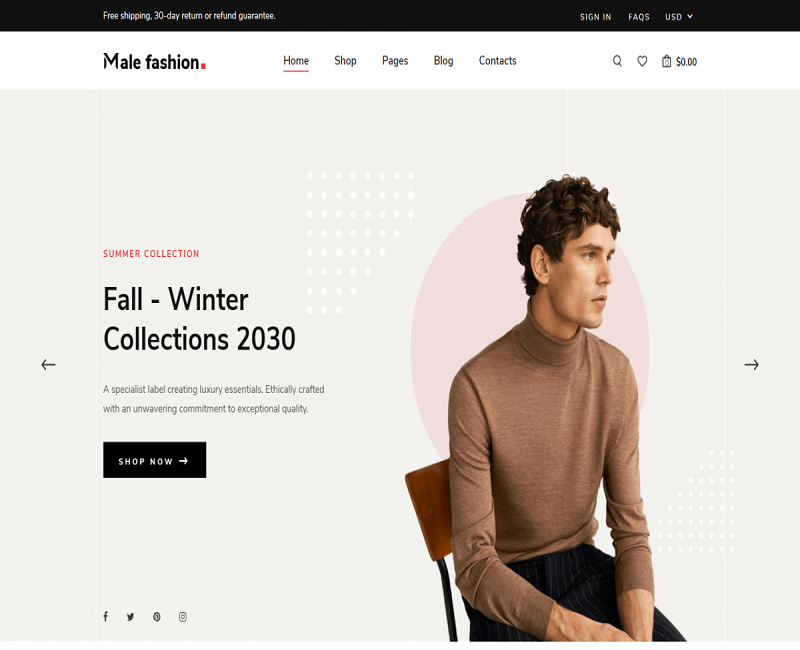 Free shipping, 30-day return or refund guarantee.
SIGN IN FAQS USD
Male fashion.
Home Shop Pages Blog Contacts
0 $0.00
SUMMER COLLECTION
Fall - Winter
Collections 2030
A specialist label creating luxury essentials. Ethically crafted
with an unwavering commitment to exceptional quality.
SHOP NOW